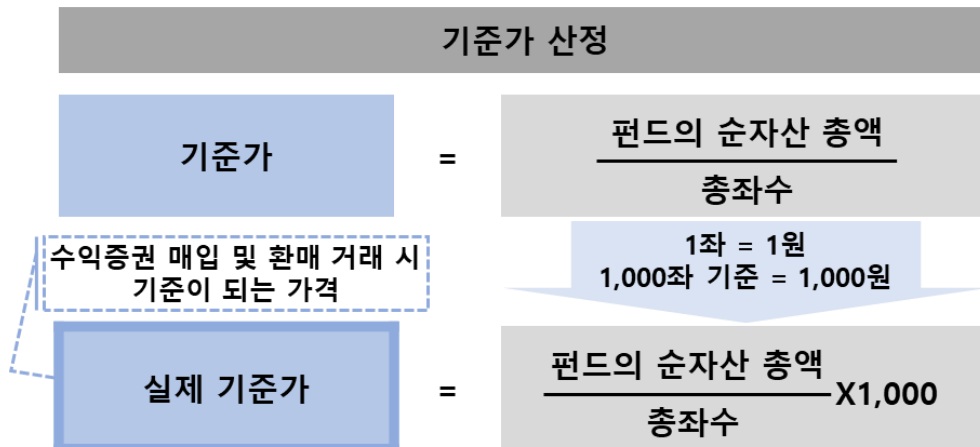 기준가 산정
기준가
=
펀드의 순자산 총액
총좌수
수익증권 매입 및 환매 거래 시
기준이 되는 가격
1좌 = 1원
1,000좌 기준 = 1,000원
실제 기준가
=
펀드의 순자산 총액
총좌수
X1,000